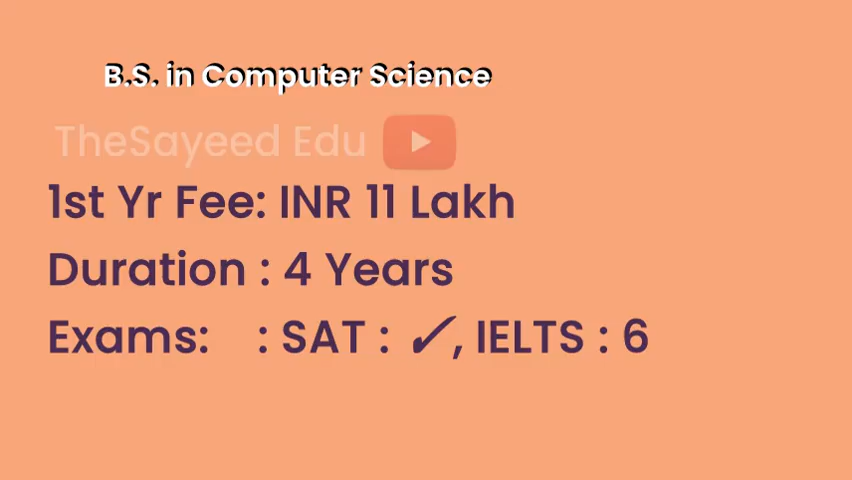 B.S. in Computer Science
TheSayeed Edu
1st Yr Fee: INR 11 Lakh
Duration : 4 Years
Exams: : SAT : ✓, IELTS : 6